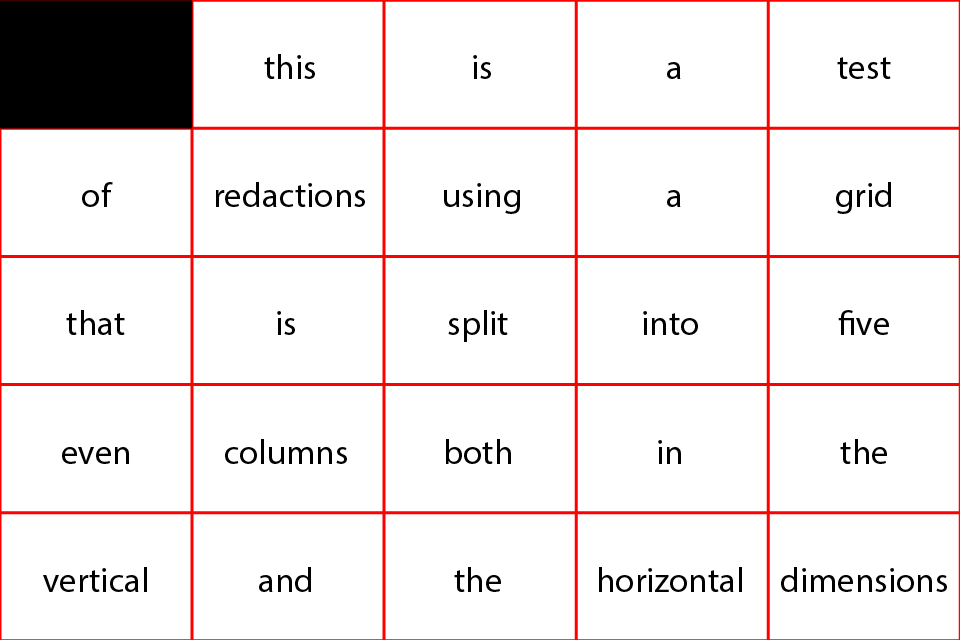 this is a test
of redactions using a grid
that is split into five
even columns both in the
vertical and the horizontal dimensions